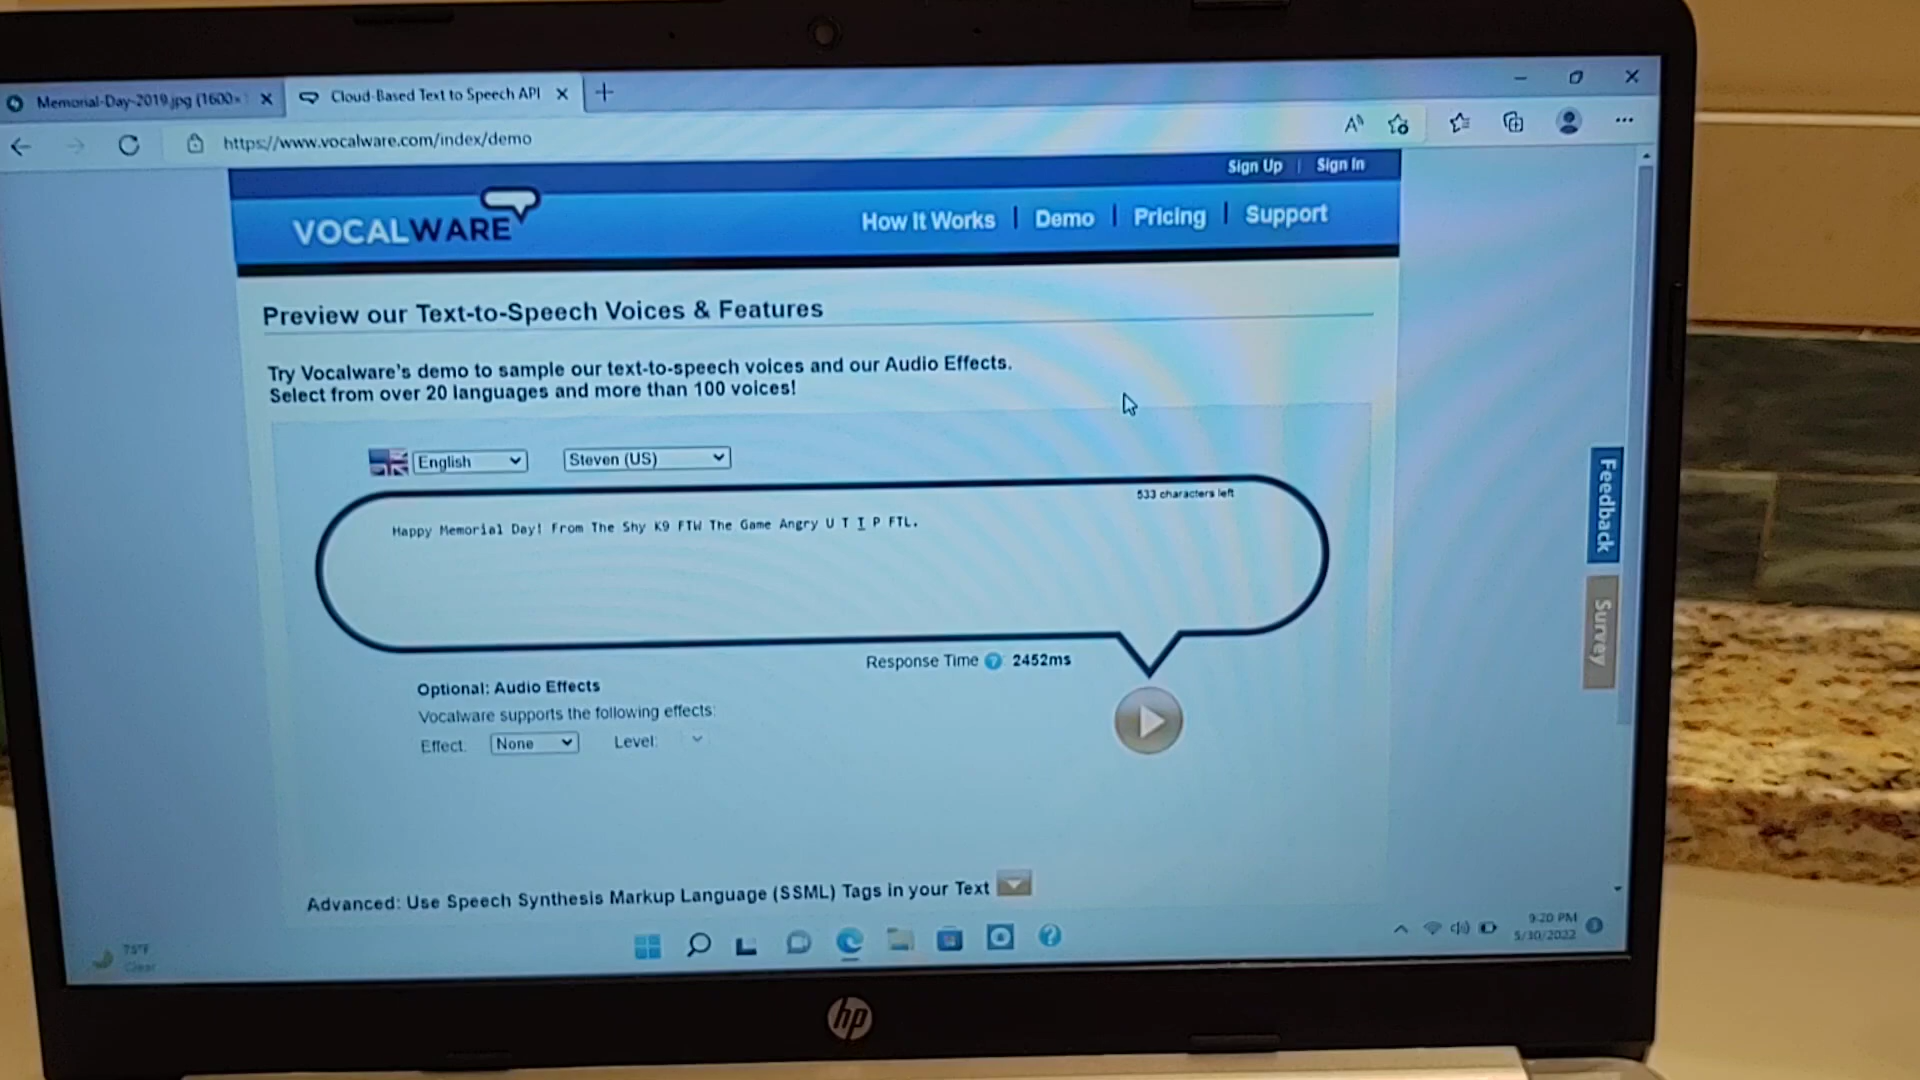 Memorial-Day-2019.jpg (1600×
Cloud-Based Text to Speech API
https://www.vocalware.com/index/demo
Sign Up | Sign In
VOCALWARE
How It Works | Demo | Pricing | Support
Preview our Text-to-Speech Voices & Features
Try Vocalware's demo to sample our text-to-speech voices and our Audio Effects.
Select from over 20 languages and more than 100 voices!
English
Steven (US)
533 characters left
Happy Memorial Day! From The Shy K9 FTW The Game Angry U T I P FTL.
Response Time ? 2452ms
Optional: Audio Effects
Vocalware supports the following effects:
Effect: None Level:
Feedback
Survey
Advanced: Use Speech Synthesis Markup Language (SSML) Tags in your Text
75°F
Clear
9:20 PM
5/30/2022
hp